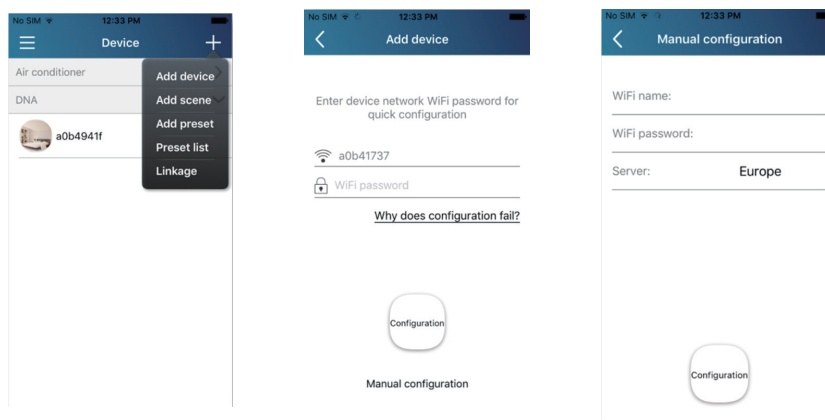 No SIM 12:33 PM
Device
Air conditioner
DNA
a0b4941f
Add device
Add scene
Add preset
Preset list
Linkage
No SIM 12:33 PM
Add device
Enter device network WiFi password for
quick configuration
a0b41737
WiFi password
Why does configuration fail?
Configuration
Manual configuration
No SIM 12:33 PM
Manual configuration
WiFi name:
WiFi password:
Server: Europe
Configuration